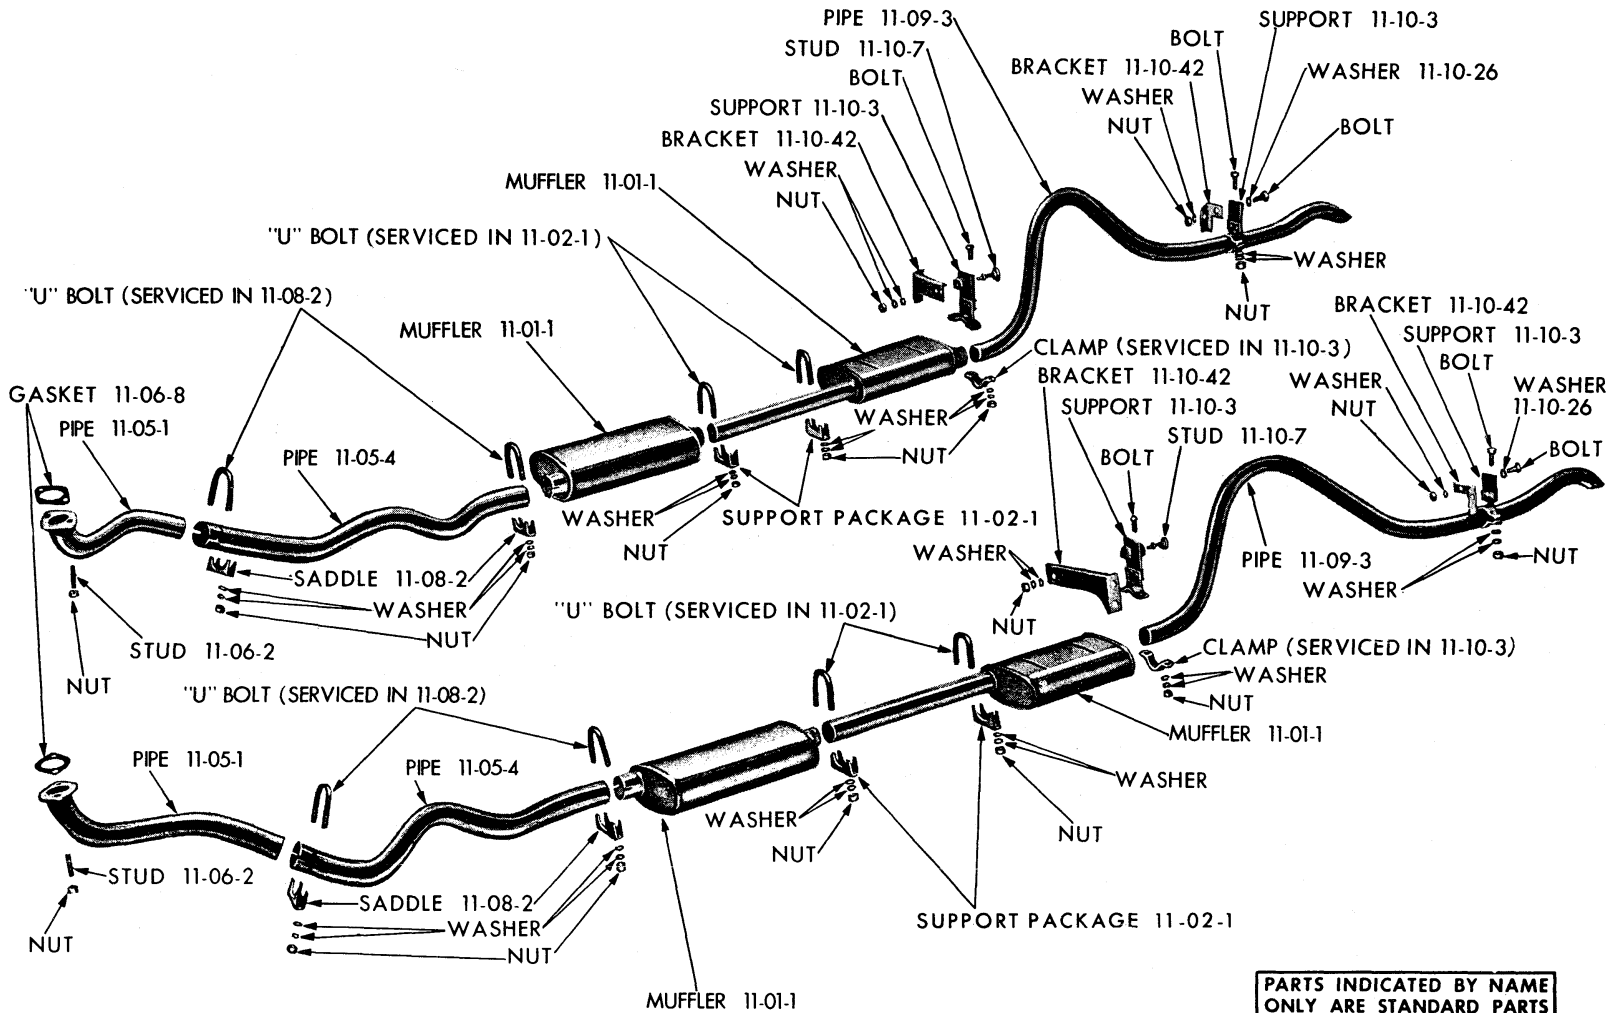 PIPE 11-09-3
SUPPORT 11-10-3
STUD 11-10-7
BOLT
BOLT
BRACKET 11-10-42
WASHER 11-10-26
SUPPORT 11-10-3
WASHER
BRACKET 11-10-42
NUT
BOLT
WASHER
MUFFLER 11-01-1
NUT
"U" BOLT (SERVICED IN 11-02-1)
WASHER
"U" BOLT (SERVICED IN 11-08-2)
NUT
BRACKET 11-10-42
MUFFLER 11-01-1
SUPPORT 11-10-3
CLAMP (SERVICED IN 11-10-3)
BOLT
BRACKET 11-10-42
WASHER
WASHER
11-10-26
GASKET 11-06-8
SUPPORT 11-10-3
NUT
WASHER
PIPE 11-05-1
STUD 11-10-7
BOLT
PIPE 11-05-4
NUT
BOLT
WASHER
SUPPORT PACKAGE 11-02-1
NUT
WASHER
NUT
PIPE 11-09-3
SADDLE 11-08-2
WASHER
WASHER
"U" BOLT (SERVICED IN 11-02-1)
NUT
NUT
STUD 11-06-2
CLAMP (SERVICED IN 11-10-3)
NUT
WASHER
"U" BOLT (SERVICED IN 11-08-2)
NUT
MUFFLER 11-01-1
PIPE 11-05-1
PIPE 11-05-4
WASHER
WASHER
NUT
NUT
STUD 11-06-2
SADDLE 11-08-2
SUPPORT PACKAGE 11-02-1
WASHER
NUT
NUT
MUFFLER 11-01-1
PARTS INDICATED BY NAME
ONLY ARE STANDARD PARTS